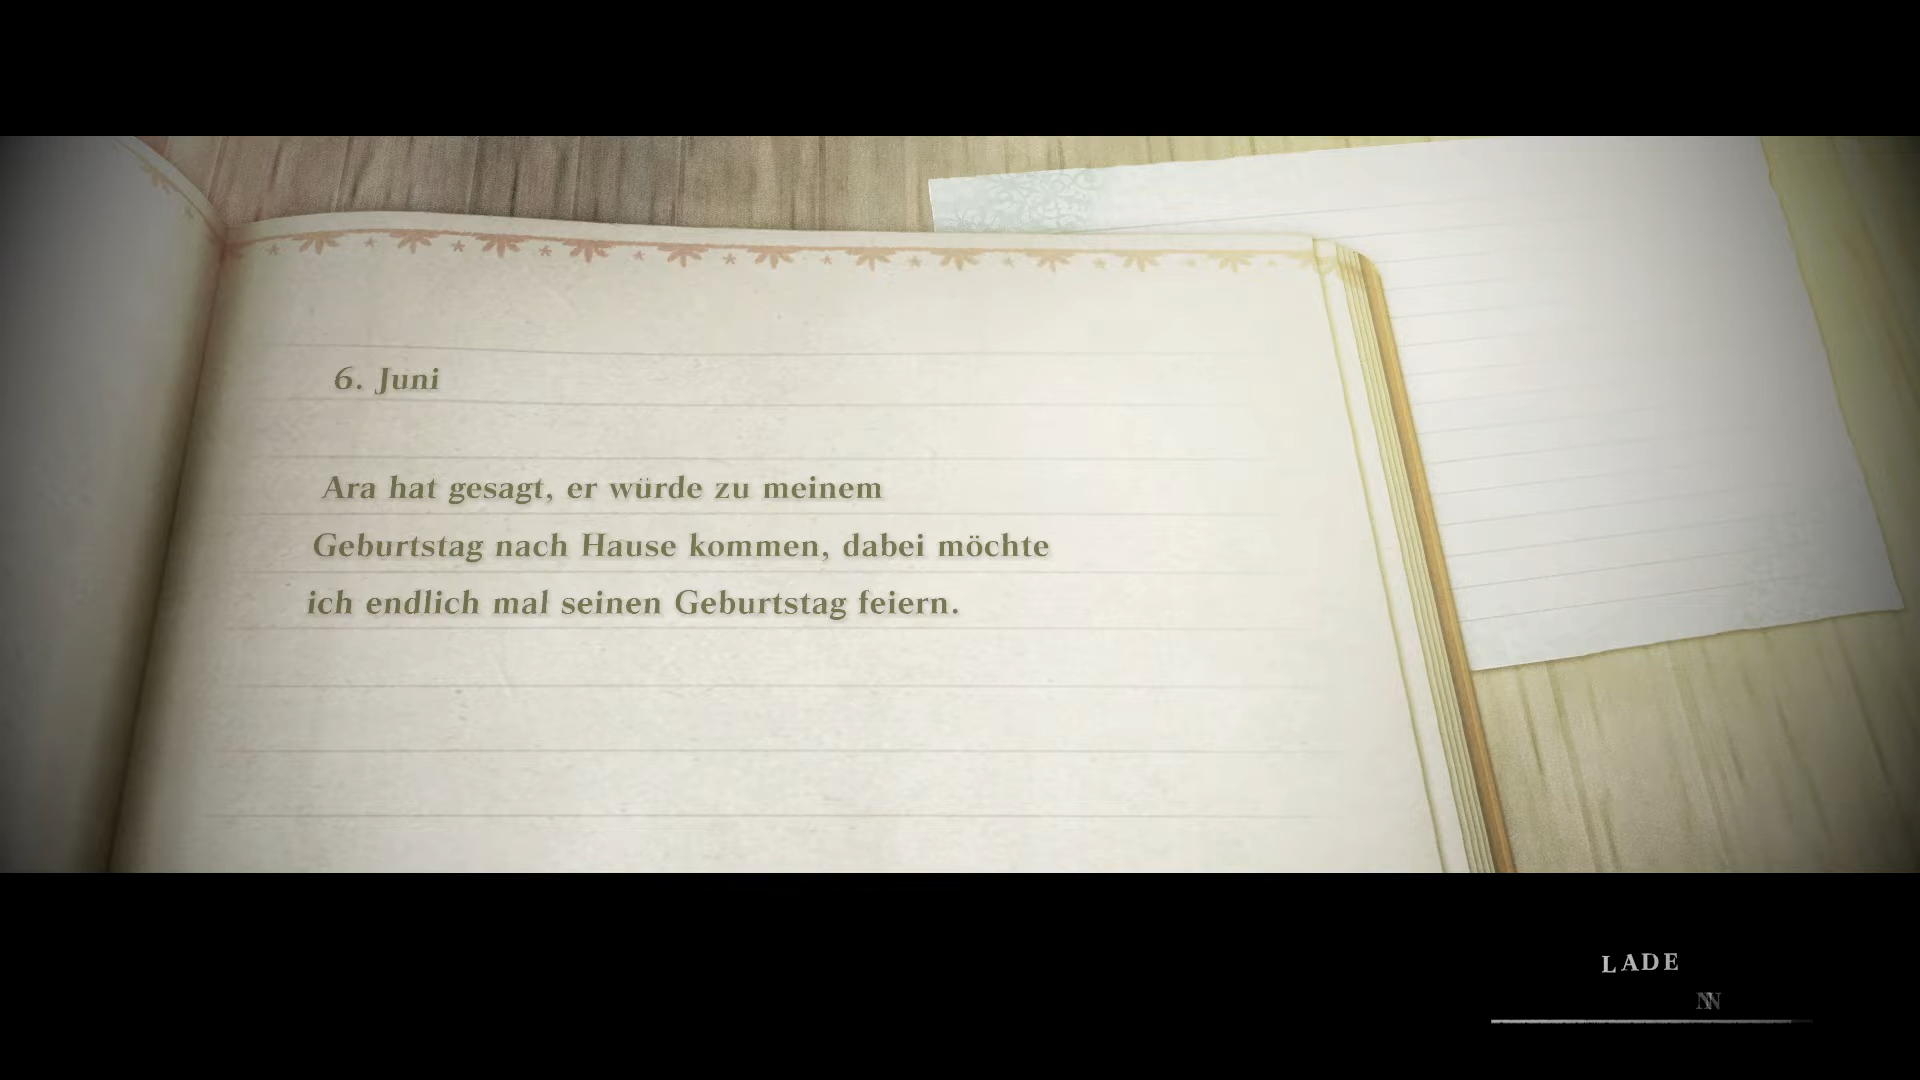 6. Juni
Ara hat gesagt, er würde zu meinem
Geburtstag nach Hause kommen, dabei möchte
ich endlich mal seinen Geburtstag feiern.
LADE